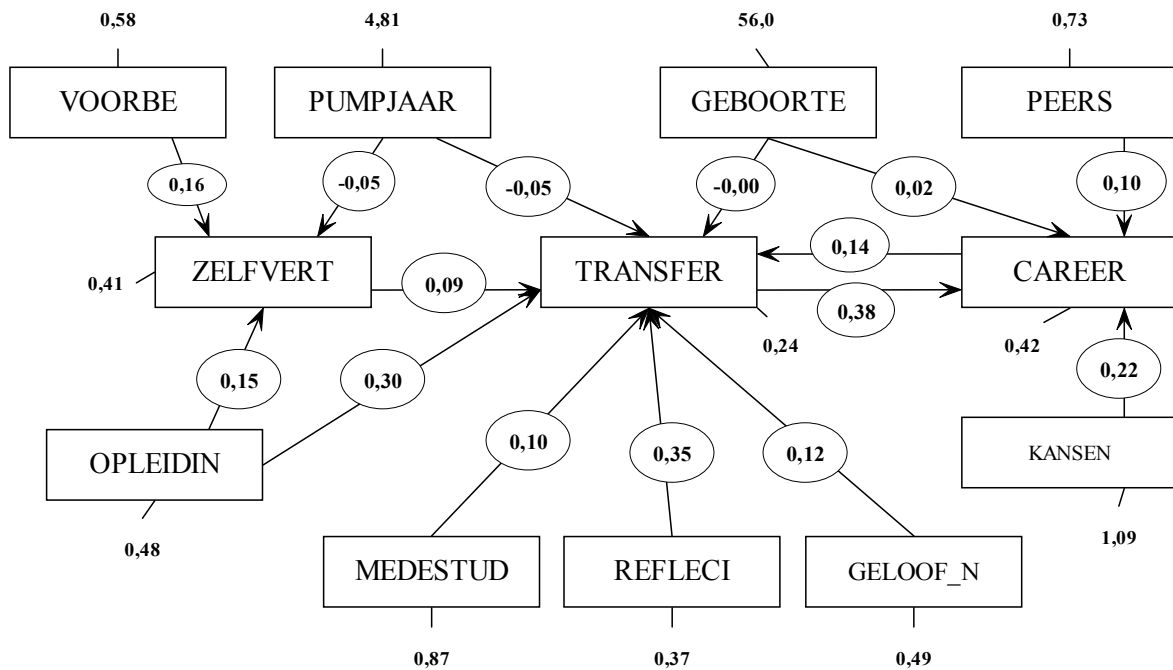 0,58
4,81
56,0
0,73
VOORBE
PUMPJAAR
GEBOORTE
PEERS
0,16
-0,05
-0,05
-0,00
0,02
0,10
0,41
ZELFVERT
0,09
TRANSFER
0,14
0,38
CAREER
0,24
0,42
0,15
0,30
0,22
OPLEIDIN
0,10
0,35
0,12
KANSEN
0,48
1,09
MEDESTUD
REFLECI
GELOOF_N
0,87
0,37
0,49